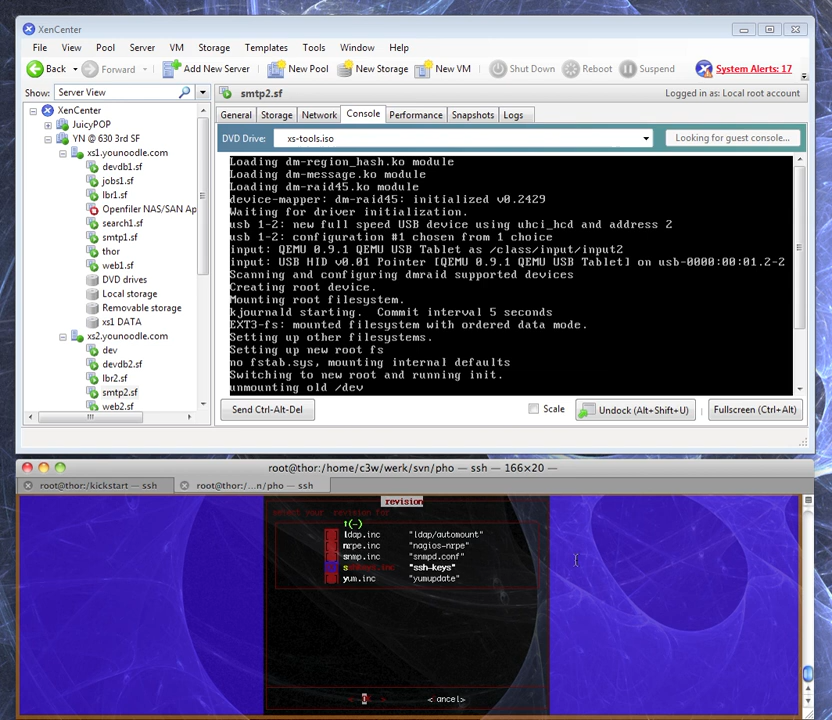 XenCenter
File View Pool Server VM Storage Templates Tools Window Help
Back Forward Add New Server New Pool New Storage New VM Shut Down Reboot Suspend System Alerts: 17
Show: Server View
smtp2.sf Logged in as: Local root account
XenCenter
JuicyPOP
YN @ 630 3rd SF
xs1.younoodle.com
devdb1.sf
jobs1.sf
lbr1.sf
Openfiler NAS/SAN Ap
search1.sf
smtp1.sf
thor
web1.sf
DVD drives
Local storage
Removable storage
xs1 DATA
xs2.younoodle.com
dev
devdb2.sf
lbr2.sf
smtp2.sf
web2.sf
General Storage Network Console Performance Snapshots Logs
DVD Drive: xs-tools.iso Looking for guest console...
Loading dm-region_hash.ko module
Loading dm-message.ko module
Loading dm-raid45.ko module
device-mapper: dm-raid45: initialized v0.2429
Waiting for driver initialization.
usb 1-2: new full speed USB device using uhci_hcd and address 2
usb 1-2: configuration #1 chosen from 1 choice
input: QEMU 0.9.1 QEMU USB Tablet as /class/input/input2
input: USB HID v0.01 Pointer [QEMU 0.9.1 QEMU USB Tablet] on usb-0000:00:01.2-2
Scanning and configuring dmraid supported devices
Creating root device.
Mounting root filesystem.
kjournald starting. Commit interval 5 seconds
EXT3-fs: mounted filesystem with ordered data mode.
Setting up other filesystems.
Setting up new root fs
no fstab.sys, mounting internal defaults
Switching to new root and running init.
unmounting old /dev
Send Ctrl-Alt-Del Scale Undock (Alt+Shift+U) Fullscreen (Ctrl+Alt)
root@thor:/home/c3w/werk/svn/pho — ssh — 166×20 —
root@thor:/kickstart — ssh root@thor:/...n/pho — ssh
revision
select your revision for
↑(-)
ldap.inc "ldap/automount"
nrpe.inc "nagios-nrpe"
snmp.inc "snmpd.conf"
sshkeys.inc "ssh-keys"
yum.inc "yumupdate"
< ancel>